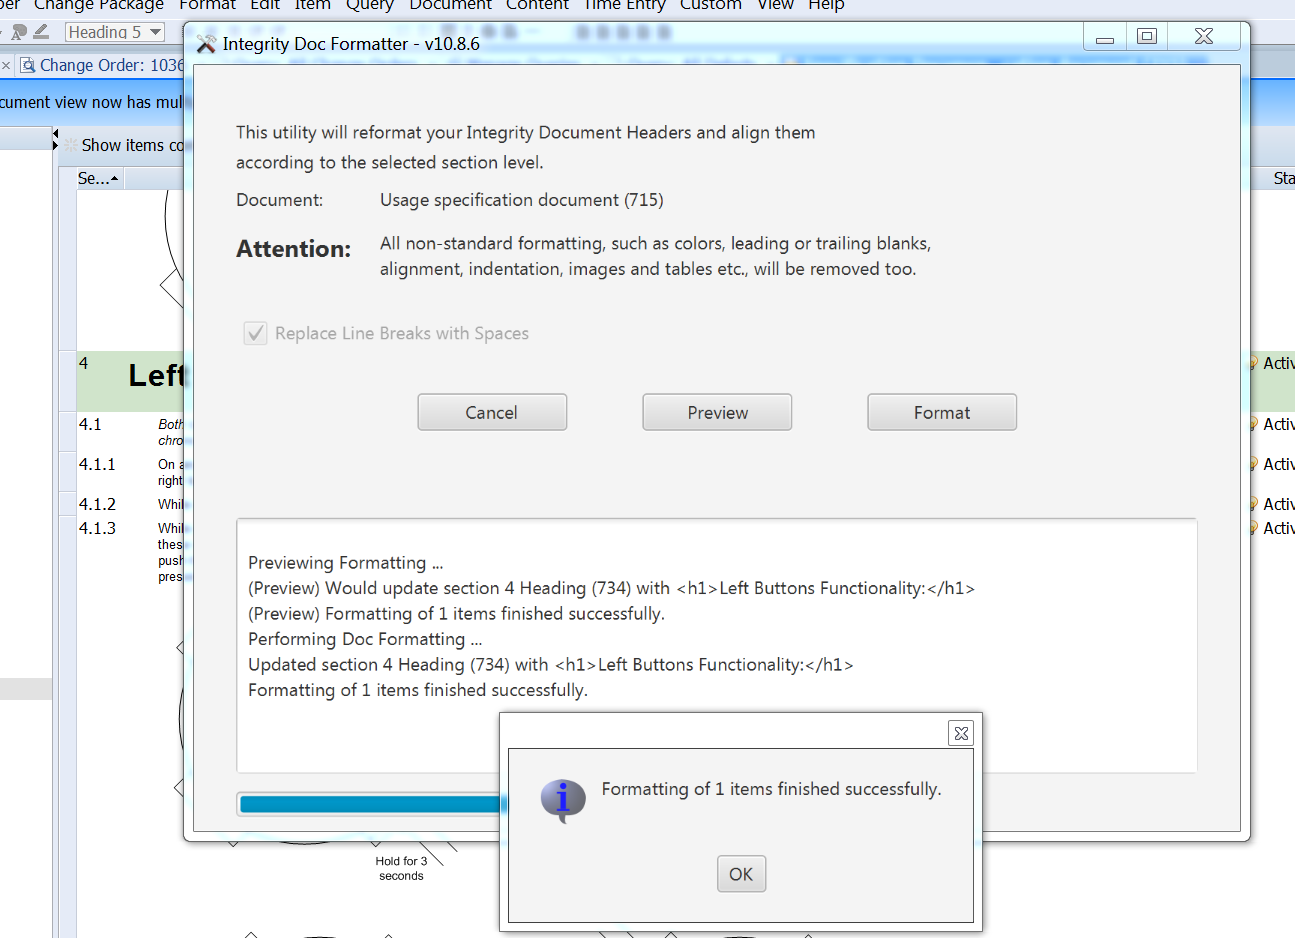 Change Package Format Edit Item Query Document Content Time Entry Custom View Help
Heading 5
Integrity Doc Formatter - v10.8.6
Change Order: 1036
cument view now has mul
This utility will reformat your Integrity Document Headers and align them
according to the selected section level.
Show items co
Se...
Sta
Document: Usage specification document (715)
Attention: All non-standard formatting, such as colors, leading or trailing blanks,
alignment, indentation, images and tables etc., will be removed too.
Replace Line Breaks with Spaces
4 Left
Activ
Cancel Preview Format
4.1 Both
chro
Activ
4.1.1 On a
right
Activ
4.1.2 Whil
Activ
4.1.3 Whil
thes
push
pres
Activ
Previewing Formatting ...
(Preview) Would update section 4 Heading (734) with <h1>Left Buttons Functionality:</h1>
(Preview) Formatting of 1 items finished successfully.
Performing Doc Formatting ...
Updated section 4 Heading (734) with <h1>Left Buttons Functionality:</h1>
Formatting of 1 items finished successfully.
Formatting of 1 items finished successfully.
OK
Hold for 3
seconds